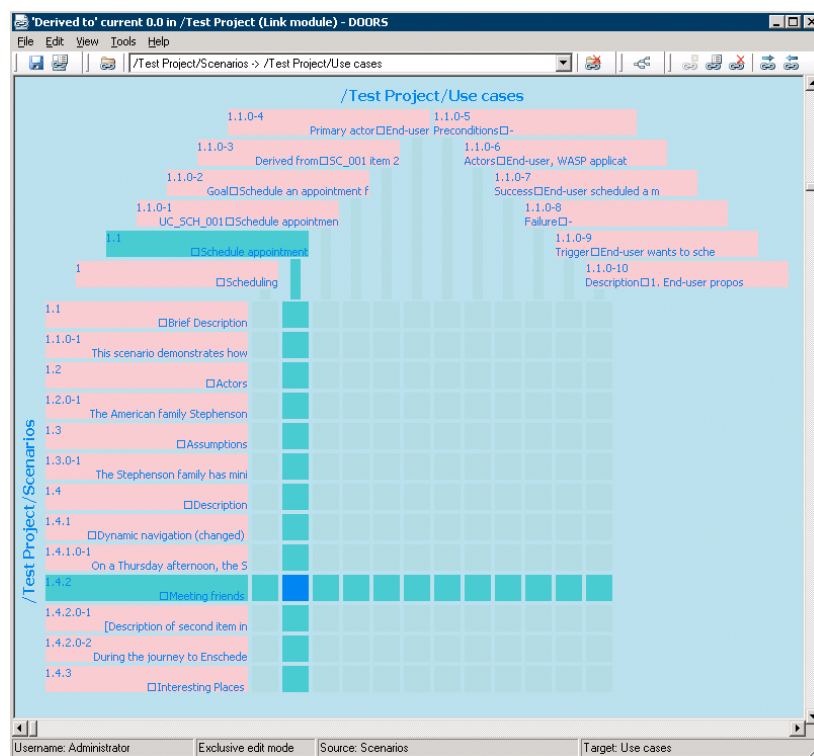 'Derived to' current 0.0 in /Test Project (Link module) - DOORS
File Edit View Tools Help
/Test Project/Scenarios -> /Test Project/Use cases
/Test Project/Use cases
1.1.0-4
Primary actor□End-user
1.1.0-5
Preconditions□-
1.1.0-3
Derived from□SC_001 item 2
1.1.0-6
Actors□End-user, WASP applicat
1.1.0-2
Goal□Schedule an appointment f
1.1.0-7
Success□End-user scheduled a m
1.1.0-1
UC_SCH_001□Schedule appointmen
1.1.0-8
Failure□-
1.1
□Schedule appointment
1.1.0-9
Trigger□End-user wants to sche
1
□Scheduling
1.1.0-10
Description□1. End-user propos
/Test Project/Scenarios
1.1
□Brief Description
1.1.0-1
This scenario demonstrates how
1.2
□Actors
1.2.0-1
The American family Stephenson
1.3
□Assumptions
1.3.0-1
The Stephenson family has mini
1.4
□Description
1.4.1
□Dynamic navigation (changed)
1.4.1.0-1
On a Thursday afternoon, the S
1.4.2
□Meeting friends
1.4.2.0-1
[Description of second item in
1.4.2.0-2
During the journey to Enschede
1.4.3
□Interesting Places
Username: Administrator
Exclusive edit mode
Source: Scenarios
Target: Use cases